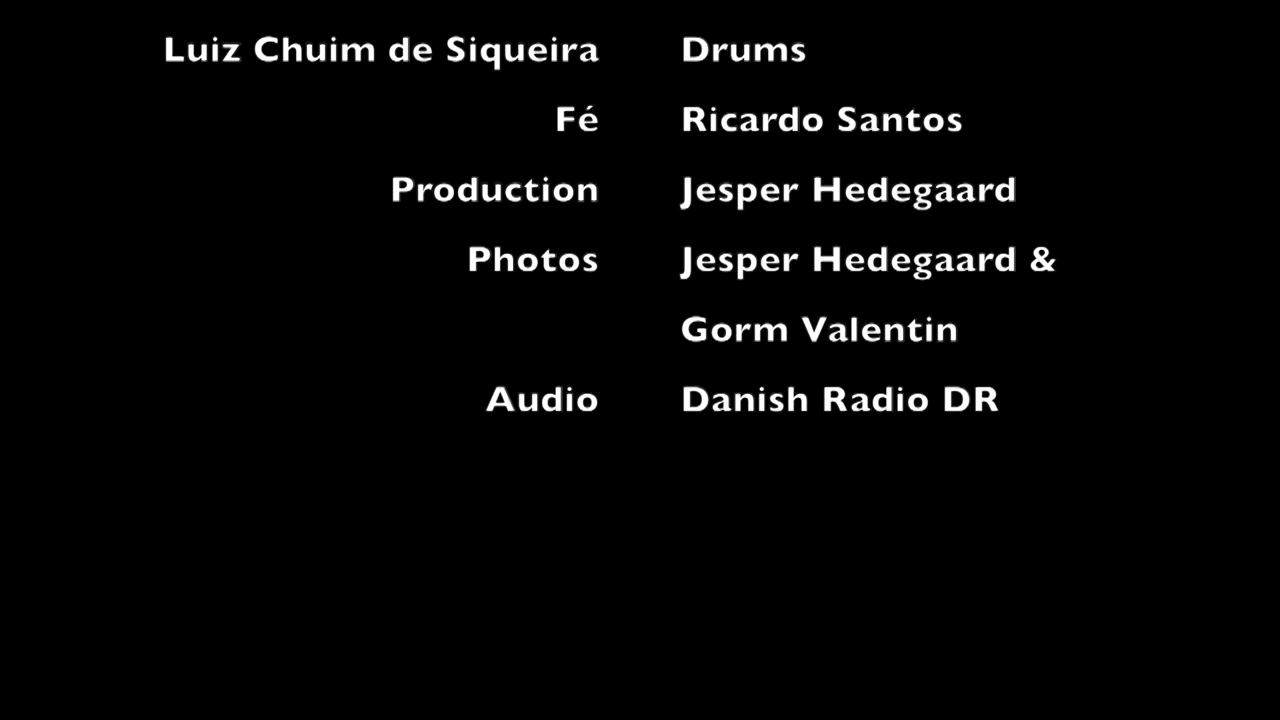 Luiz Chuim de Siqueira Drums
Fé Ricardo Santos
Production Jesper Hedegaard
Photos Jesper Hedegaard &
Gorm Valentin
Audio Danish Radio DR